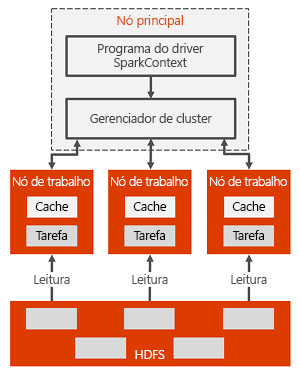 Nó principal
Programa do driver
SparkContext
Gerenciador de cluster
Nó de trabalho
Nó de trabalho
Nó de trabalho
Cache
Cache
Cache
Tarefa
Tarefa
Tarefa
Leitura
Leitura
Leitura
HDFS